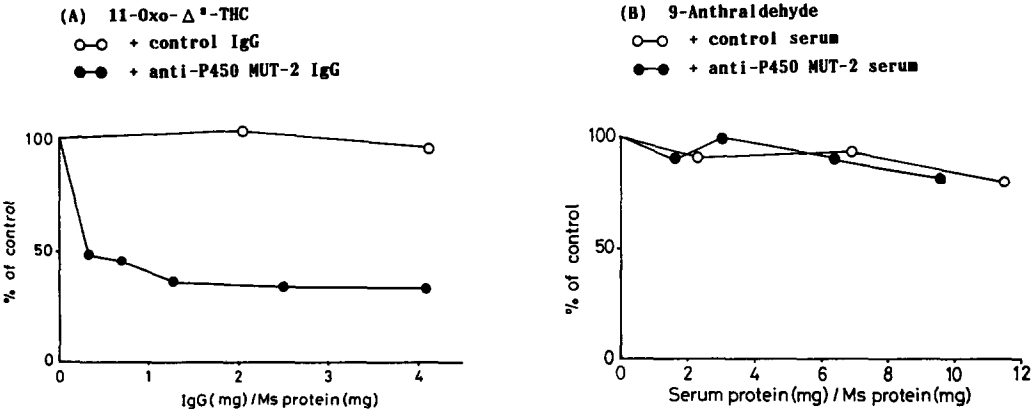 (A) 11-Oxo-Δ⁸-THC
+ control IgG
+ anti-P450 MUT-2 IgG
% of control
100
50
0
0 1 2 3 4
IgG(mg)/Ms protein(mg)
(B) 9-Anthraldehyde
+ control serum
+ anti-P450 MUT-2 serum
% of control
100
50
0
0 2 4 6 8 10 12
Serum protein(mg)/Ms protein(mg)